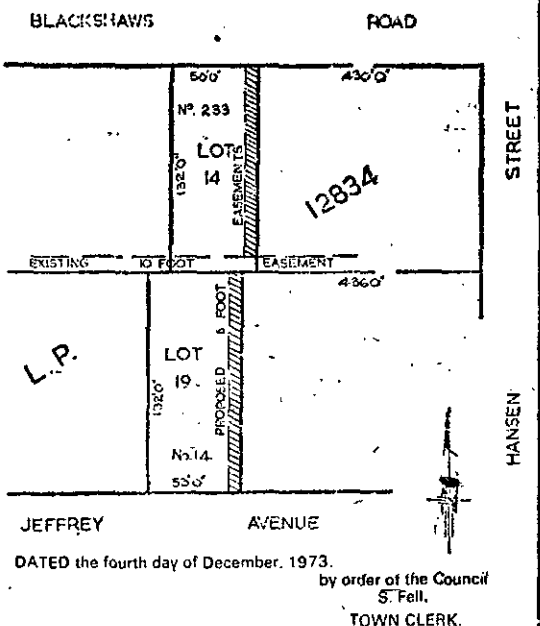 BLACKSHAWS ROAD
50'0" 430'0"
Nº. 233
LOT 14
132'0"
EASEMENTS
12834
STREET
EXISTING 10 FOOT EASEMENT
436'0"
L.P.
LOT 19
132'0"
PROPOSED 6 FOOT
No.14
HANSEN
JEFFREY AVENUE
DATED the fourth day of December. 1973.
by order of the Council
S. Fell,
TOWN CLERK.